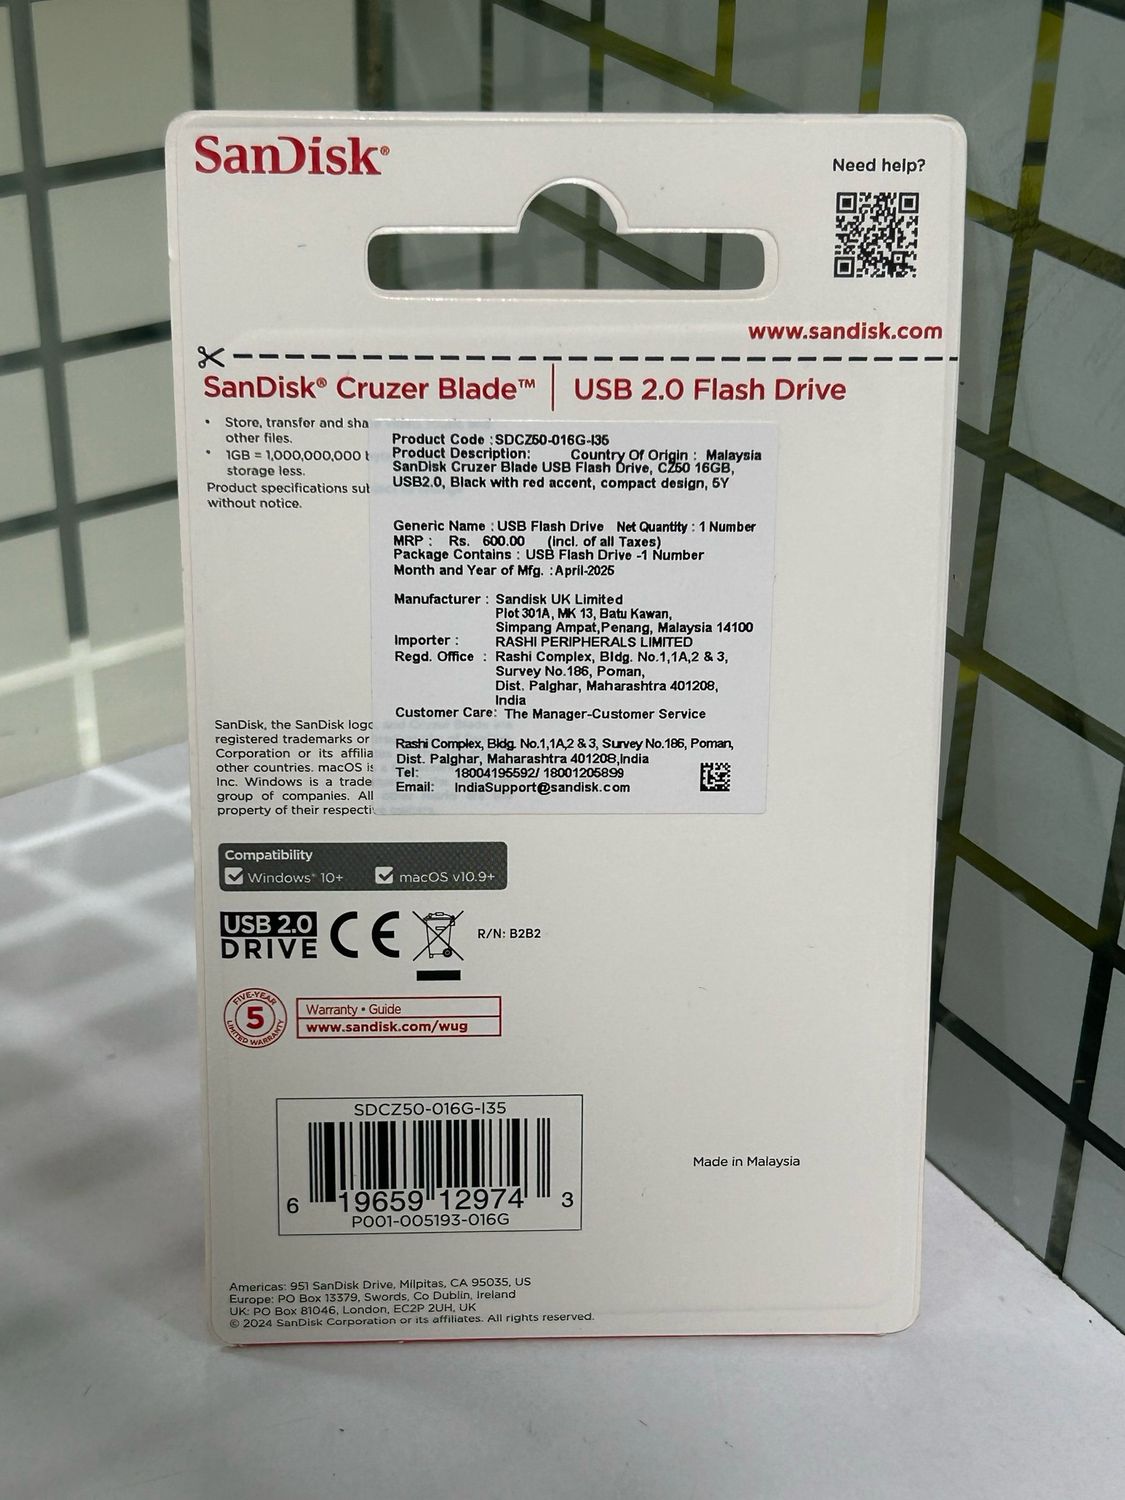 SanDisk®
Need help?
www.sandisk.com
SanDisk® Cruzer Blade™ | USB 2.0 Flash Drive
• Store, transfer and sha
other files.
• 1GB = 1,000,000,000
storage less.
Product specifications
without notice.
Product Code : SDCZ50-016G-I35
Product Description: Country Of Origin : Malaysia
SanDisk Cruzer Blade USB Flash Drive, CZ50 16GB,
USB2.0, Black with red accent, compact design, 5Y
Generic Name : USB Flash Drive Net Quantity : 1 Number
MRP : Rs. 600.00 (incl. of all Taxes)
Package Contains : USB Flash Drive -1 Number
Month and Year of Mfg. : April-2025
Manufacturer : Sandisk UK Limited
Plot 301A, MK 13, Batu Kawan,
Simpang Ampat,Penang, Malaysia 14100
Importer : RASHI PERIPHERALS LIMITED
Regd. Office : Rashi Complex, Bldg. No.1,1A,2 & 3,
Survey No.186, Poman,
Dist. Palghar, Maharashtra 401208,
India
Customer Care: The Manager-Customer Service
Rashi Complex, Bldg. No.1,1A,2 & 3, Survey No.186, Poman,
Dist. Palghar, Maharashtra 401208,India
Tel: 18004195592/ 18001205899
Email: IndiaSupport@sandisk.com
SanDisk, the SanDisk logo
registered trademarks or
Corporation or its affilia
other countries. macOS is
Inc. Windows is a trade
group of companies. All
property of their respectiv
Compatibility
Windows® 10+ macOS v10.9+
USB 2.0
DRIVE
CE
R/N: B2B2
FIVE-YEAR
5
LIMITED WARRANTY
Warranty • Guide
www.sandisk.com/wug
SDCZ50-016G-I35
6 19659 12974 3
P001-005193-016G
Made in Malaysia
Americas: 951 SanDisk Drive, Milpitas, CA 95035, US
Europe: PO Box 13379, Swords, Co Dublin, Ireland
UK: PO Box 81046, London, EC2P 2UH, UK
© 2024 SanDisk Corporation or its affiliates. All rights reserved.